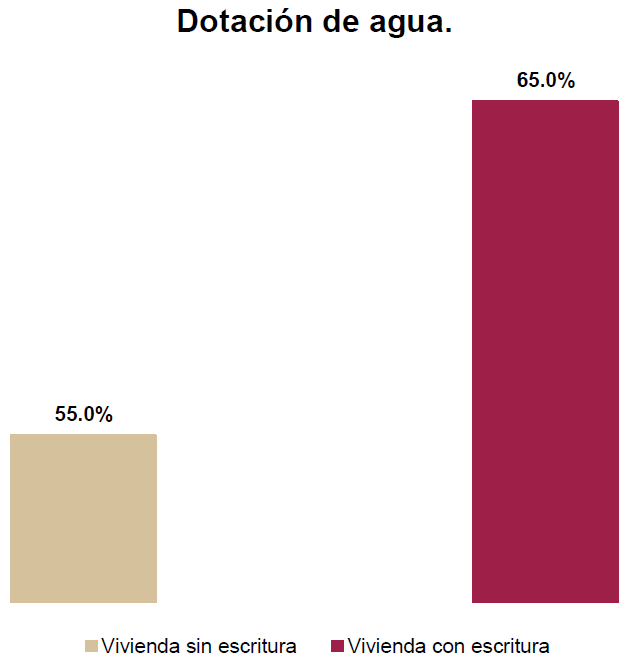 Dotación de agua.
65.0%
55.0%
Vivienda sin escritura
Vivienda con escritura